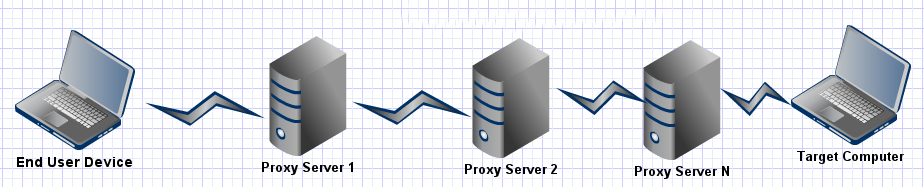 End User Device
Proxy Server 1
Proxy Server 2
Proxy Server N
Target Computer